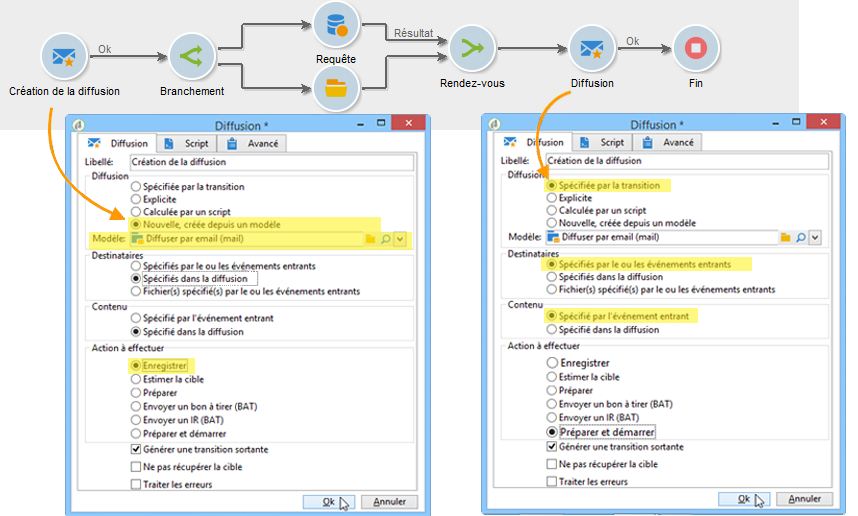 Ok
Résultat
Ok
Requête
Création de la diffusion
Branchement
Rendez-vous
Diffusion
Fin
Diffusion *
Diffusion
Script
Avancé
Libellé:
Création de la diffusion
Diffusion
Spécifiée par la transition
Explicite
Calculée par un script
Nouvelle, créée depuis un modèle
Modèle:
Diffuser par email (mail)
Destinataires
Spécifiés par le ou les événements entrants
Spécifiés dans la diffusion
Fichier(s) spécifié(s) par le ou les événements entrants
Contenu
Spécifié par l'événement entrant
Spécifié dans la diffusion
Action à effectuer
Enregistrer
Estimer la cible
Préparer
Envoyer un bon à tirer (BAT)
Envoyer un IR (BAT)
Préparer et démarrer
Générer une transition sortante
Ne pas récupérer la cible
Traiter les erreurs
Ok
Annuler
Diffusion *
Diffusion
Script
Avancé
Libellé:
Création de la diffusion
Diffusion
Spécifiée par la transition
Explicite
Calculée par un script
Nouvelle, créée depuis un modèle
Modèle:
Diffuser par email (mail)
Destinataires
Spécifiés par le ou les événements entrants
Spécifiés dans la diffusion
Fichier(s) spécifié(s) par le ou les événements entrants
Contenu
Spécifié par l'événement entrant
Spécifié dans la diffusion
Action à effectuer
Enregistrer
Estimer la cible
Préparer
Envoyer un bon à tirer (BAT)
Envoyer un IR (BAT)
Préparer et démarrer
Générer une transition sortante
Ne pas récupérer la cible
Traiter les erreurs
Ok
Annuler